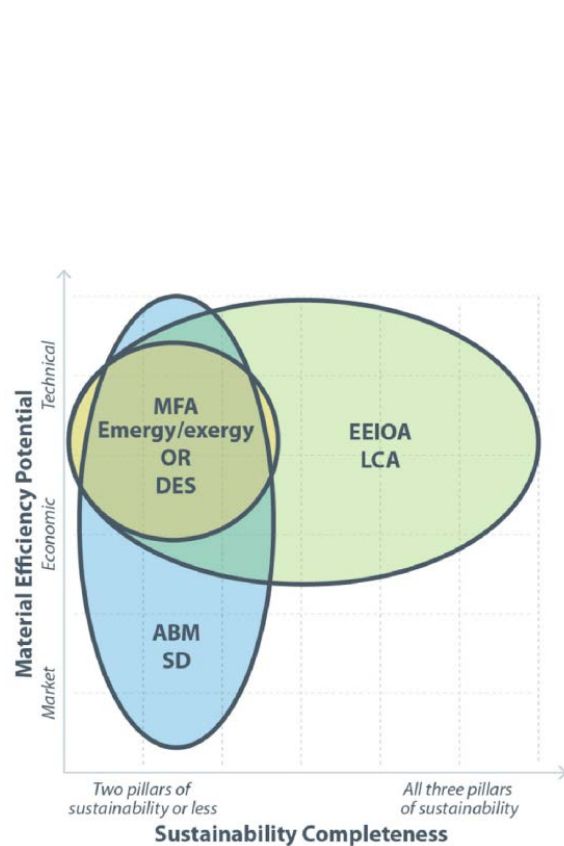 Material Efficiency Potential
Technical
Economic
Market
MFA
Emergy/exergy
OR
DES
EEIOA
LCA
ABM
SD
Two pillars of
sustainability or less
All three pillars
of sustainability
Sustainability Completeness